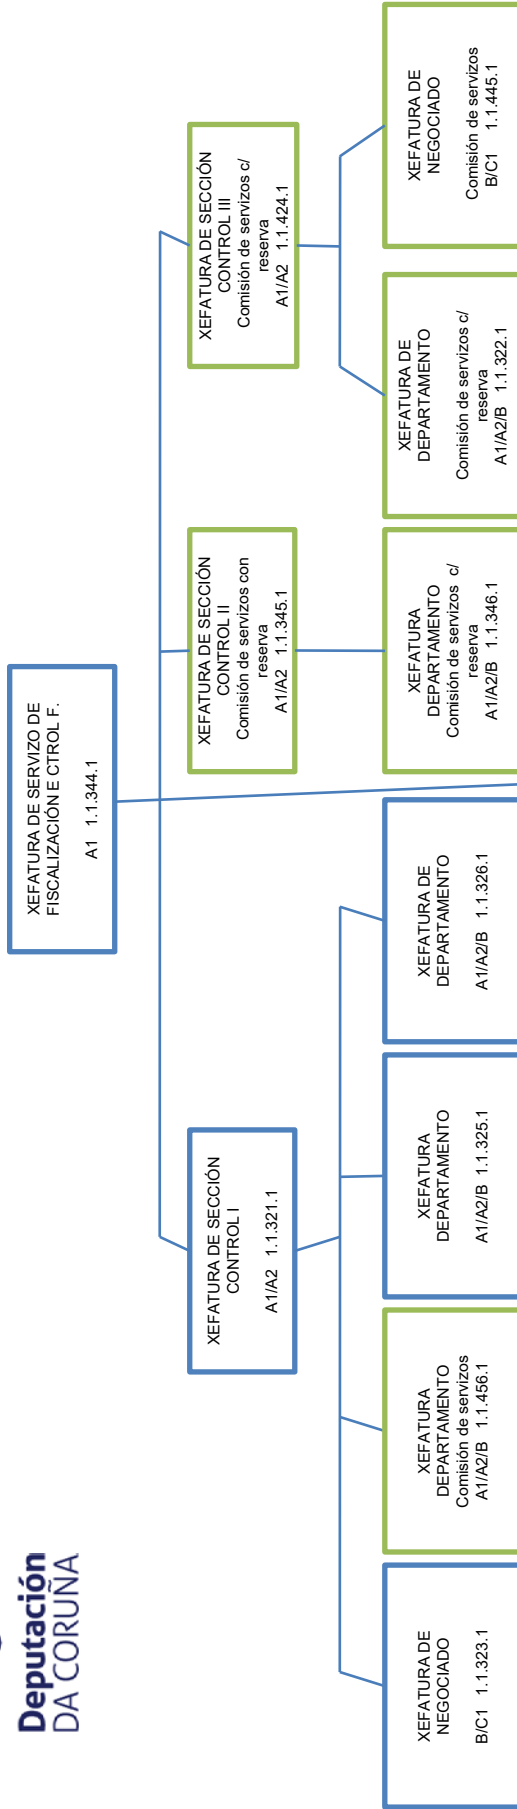 Deputación
DA CORUÑA
XEFATURA DE SERVIZO DE
FISCALIZACIÓN E CTROL F.
A1 1.1.344.1
XEFATURA DE SECCIÓN
CONTROL I
A1/A2 1.1.321.1
XEFATURA DE SECCIÓN
CONTROL II
Comisión de servizos con
reserva
A1/A2 1.1.345.1
XEFATURA DE SECCIÓN
CONTROL III
Comisión de servizos c/
reserva
A1/A2 1.1.424.1
XEFATURA DE
NEGOCIADO
B/C1 1.1.323.1
XEFATURA
DEPARTAMENTO
Comisión de servizos
A1/A2/B 1.1.456.1
XEFATURA
DEPARTAMENTO
A1/A2/B 1.1.325.1
XEFATURA DE
DEPARTAMENTO
A1/A2/B 1.1.326.1
XEFATURA
DEPARTAMENTO
Comisión de servizos c/
reserva
A1/A2/B 1.1.346.1
XEFATURA DE
DEPARTAMENTO
Comisión de servizos c/
reserva
A1/A2/B 1.1.322.1
XEFATURA DE
NEGOCIADO
Comisión de servizos
B/C1 1.1.445.1